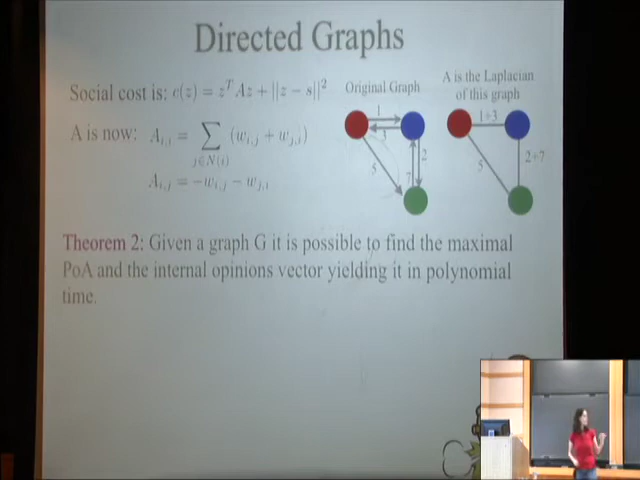 Directed Graphs
Social cost is: c(z) = z^T Az + ||z − s||^2
Original Graph
A is the Laplacian
of this graph
A is now: A_{i,i} = ∑_{j∈N(i)} (w_{i,j} + w_{j,i})
A_{i,j} = −w_{i,j} − w_{j,i}
1
5
7
2
1+3
5
2+7
Theorem 2: Given a graph G it is possible to find the maximal
PoA and the internal opinions vector yielding it in polynomial
time.